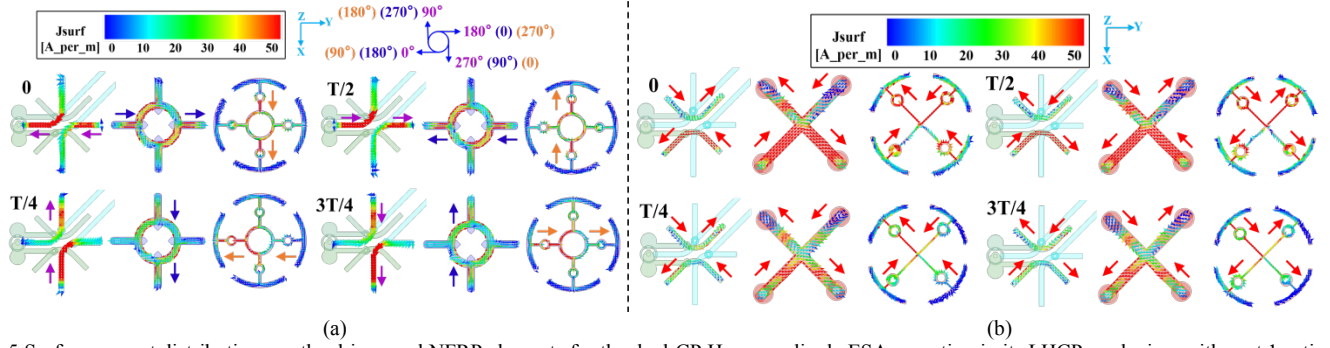 Jsurf
[A_per_m]
0 10 20 30 40 50
Z Y
X
(180°) (270°) 90°
180° (0) (270°)
(90°) (180°) 0°
270° (90°) (0)
0
T/2
T/4
3T/4
(a)
Jsurf
[A_per_m]
0 10 20 30 40 50
Z Y
X
0
T/2
T/4
3T/4
(b)